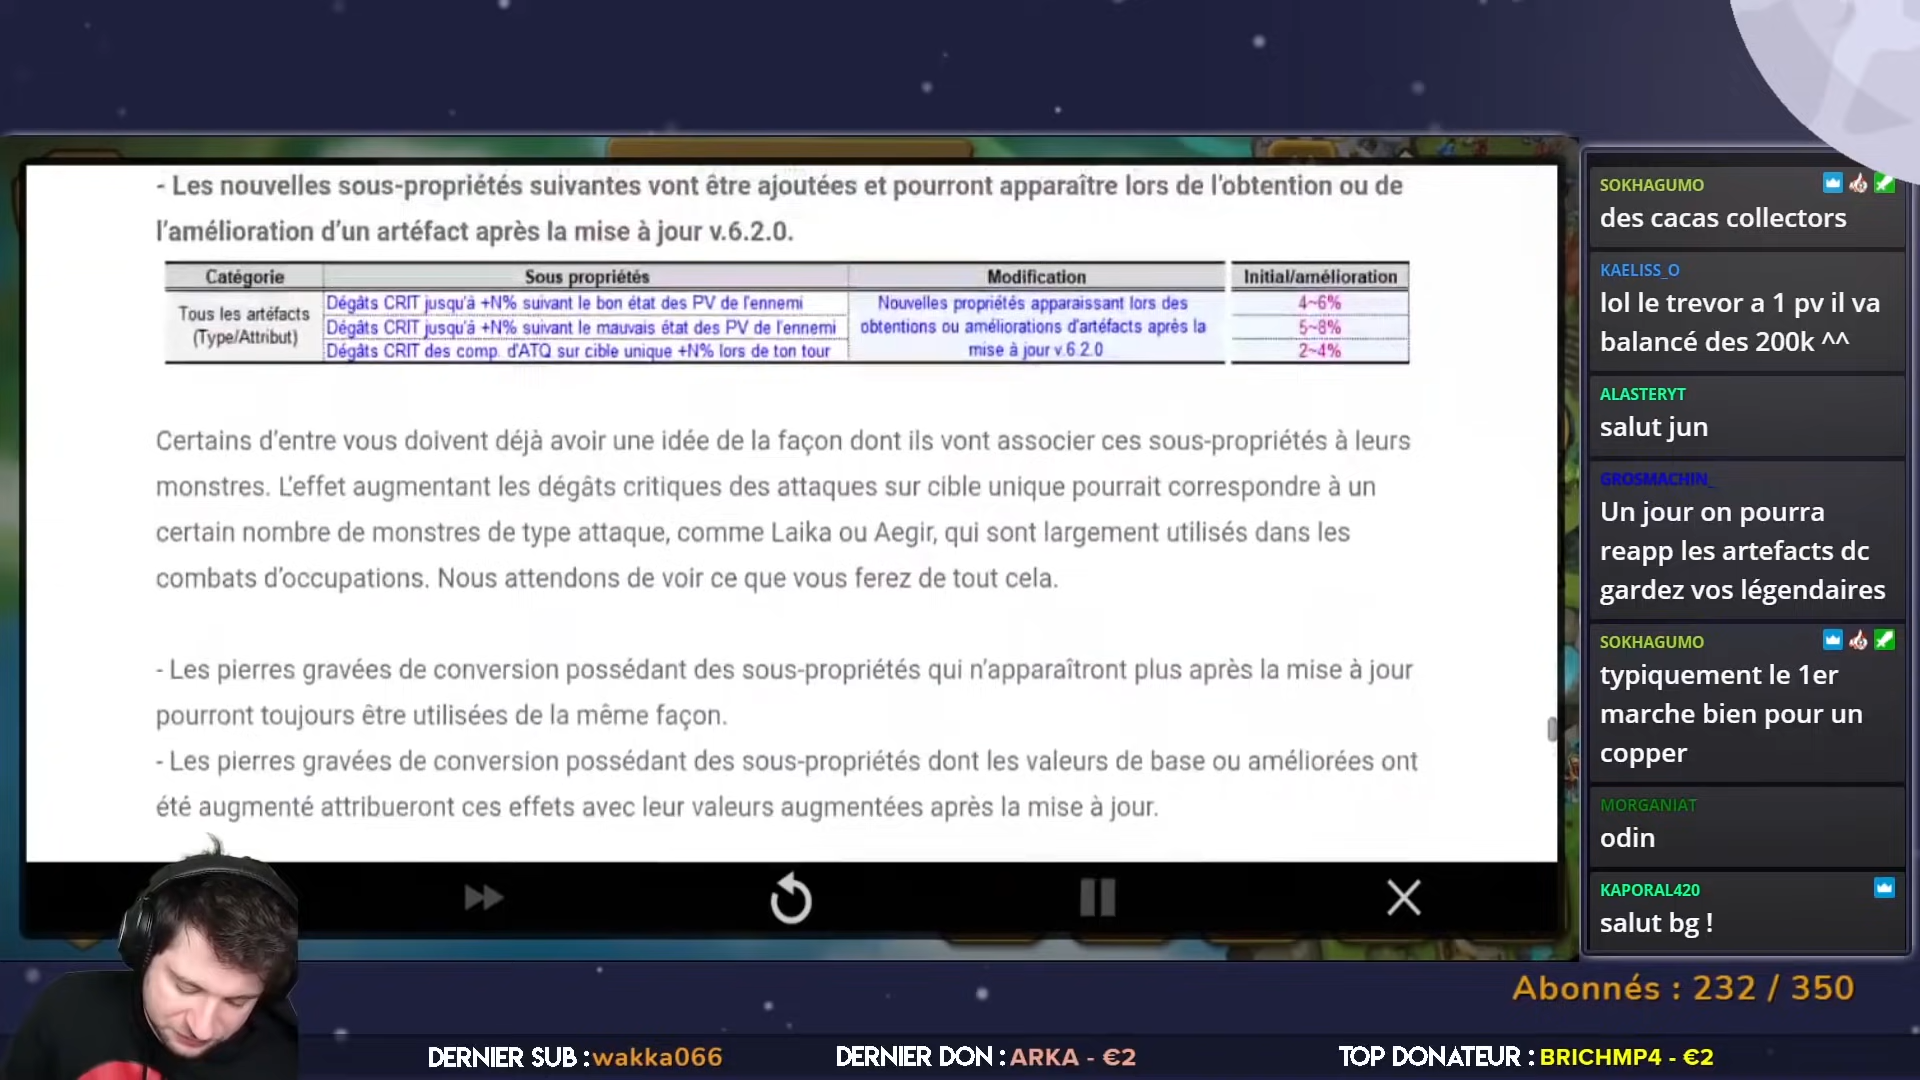 - Les nouvelles sous-propriétés suivantes vont être ajoutées et pourront apparaître lors de l'obtention ou de
l'amélioration d'un artéfact après la mise à jour v.6.2.0.
Catégorie Sous propriétés Modification Initial/amélioration
Tous les artéfacts
(Type/Attribut)
Dégâts CRIT jusqu'à +N% suivant le bon état des PV de l'ennemi
Dégâts CRIT jusqu'à +N% suivant le mauvais état des PV de l'ennemi
Dégâts CRIT des comp. d'ATQ sur cible unique +N% lors de ton tour
Nouvelles propriétés apparaissant lors des
obtentions ou améliorations d'artéfacts après la
mise à jour v.6.2.0
4~6%
5~8%
2~4%
Certains d'entre vous doivent déjà avoir une idée de la façon dont ils vont associer ces sous-propriétés à leurs
monstres. L'effet augmentant les dégâts critiques des attaques sur cible unique pourrait correspondre à un
certain nombre de monstres de type attaque, comme Laika ou Aegir, qui sont largement utilisés dans les
combats d'occupations. Nous attendons de voir ce que vous ferez de tout cela.
- Les pierres gravées de conversion possédant des sous-propriétés qui n'apparaîtront plus après la mise à jour
pourront toujours être utilisées de la même façon.
- Les pierres gravées de conversion possédant des sous-propriétés dont les valeurs de base ou améliorées ont
été augmenté attribueront ces effets avec leur valeurs augmentées après la mise à jour.
SOKHAGUMO
des cacas collectors
KAELISS_O
lol le trevor a 1 pv il va
balancé des 200k ^^
ALASTERYT
salut jun
GROSMACHIN_
Un jour on pourra
reapp les artefacts dc
gardez vos légendaires
SOKHAGUMO
typiquement le 1er
marche bien pour un
copper
MORGANIAT
odin
KAPORAL420
salut bg !
Abonnés : 232 / 350
DERNIER SUB : wakka066
DERNIER DON : ARKA - €2
TOP DONATEUR : BRICHMP4 - €2